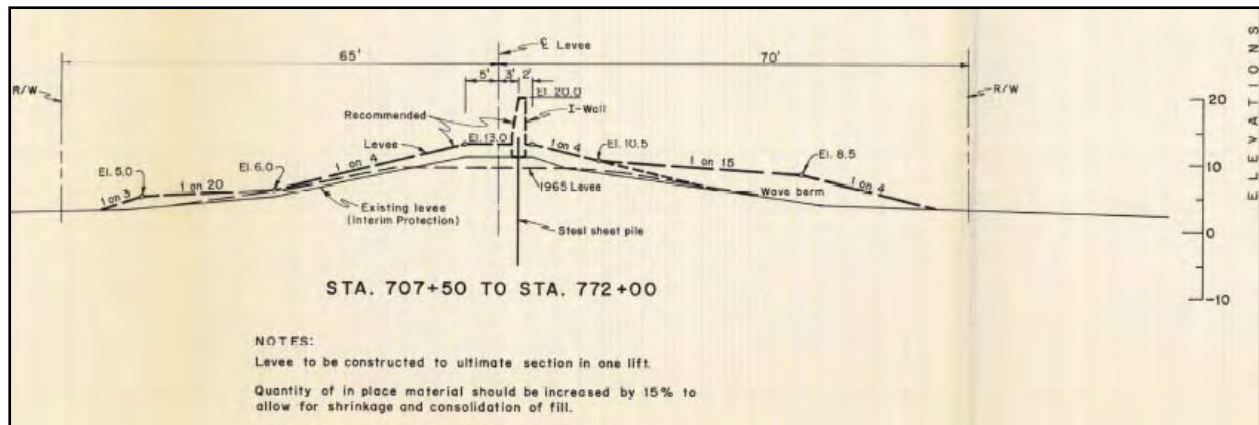 ℄ Levee
65'
70'
5'
3'
2'
R/W
R/W
El. 20.0
Recommended
I-Wall
Levee
El. 13.0
1 on 4
El. 10.5
1 on 4
1 on 15
El. 8.5
El. 5.0
El. 6.0
1 on 3
1 on 20
1 on 4
1965 Levee
Wave berm
Existing levee
(Interim Protection)
Steel sheet pile
ELEVATIONS
20
10
0
-10
STA. 707+50 TO STA. 772+00
NOTES:
Levee to be constructed to ultimate section in one lift.
Quantity of in place material should be increased by 15% to
allow for shrinkage and consolidation of fill.